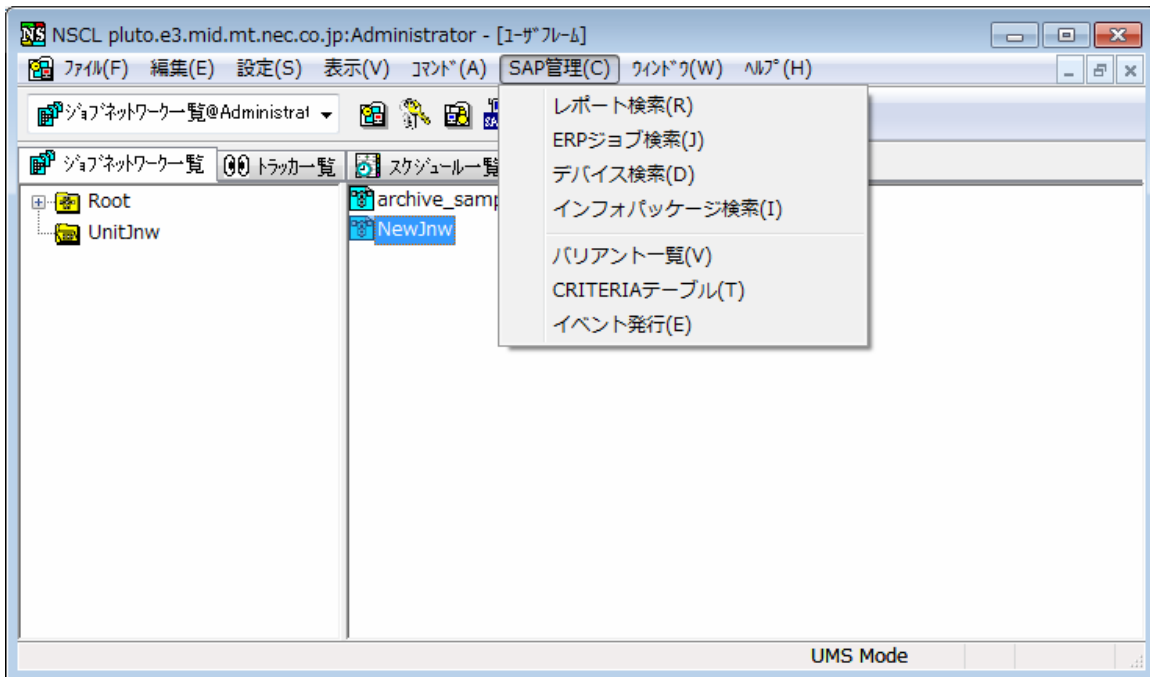 NSCL pluto.e3.mid.mt.nec.co.jp:Administrator - [ﾕｰｻﾞﾌﾚｰﾑ]
ﾌｧｲﾙ(F) 編集(E) 設定(S) 表示(V) ｺﾏﾝﾄﾞ(A) SAP管理(C) ｳｨﾝﾄﾞｳ(W) ﾍﾙﾌﾟ(H)
ｼﾞｮﾌﾞﾈｯﾄﾜｰｸ一覧@Administrat
ｼﾞｮﾌﾞﾈｯﾄﾜｰｸ一覧 ﾄﾗｯｶ一覧 ｽｹｼﾞｭｰﾙ一覧
Root
UnitJnw
archive_samp
NewJnw
レポート検索(R)
ERPジョブ検索(J)
デバイス検索(D)
インフォパッケージ検索(I)
バリアント一覧(V)
CRITERIAテーブル(T)
イベント発行(E)
UMS Mode